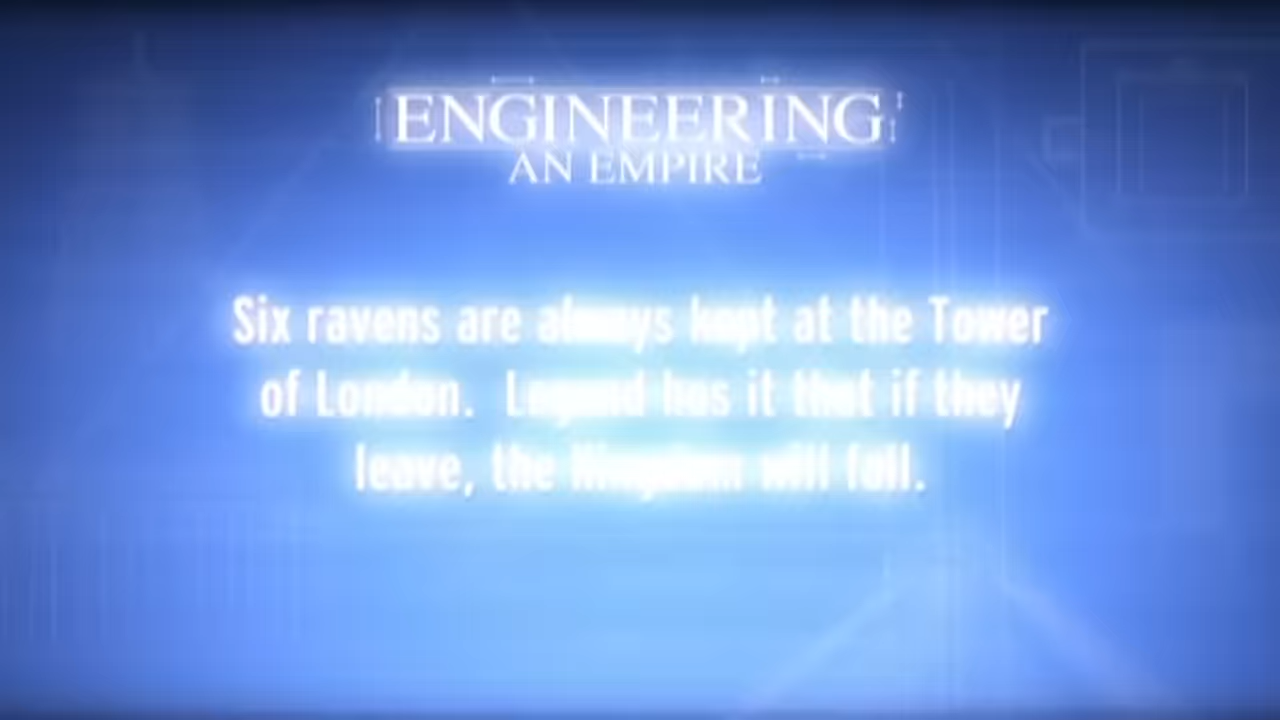 ENGINEERING
AN EMPIRE
Six ravens are always kept at the Tower
of London. Legend has it that if they
leave, the Kingdom will fall.